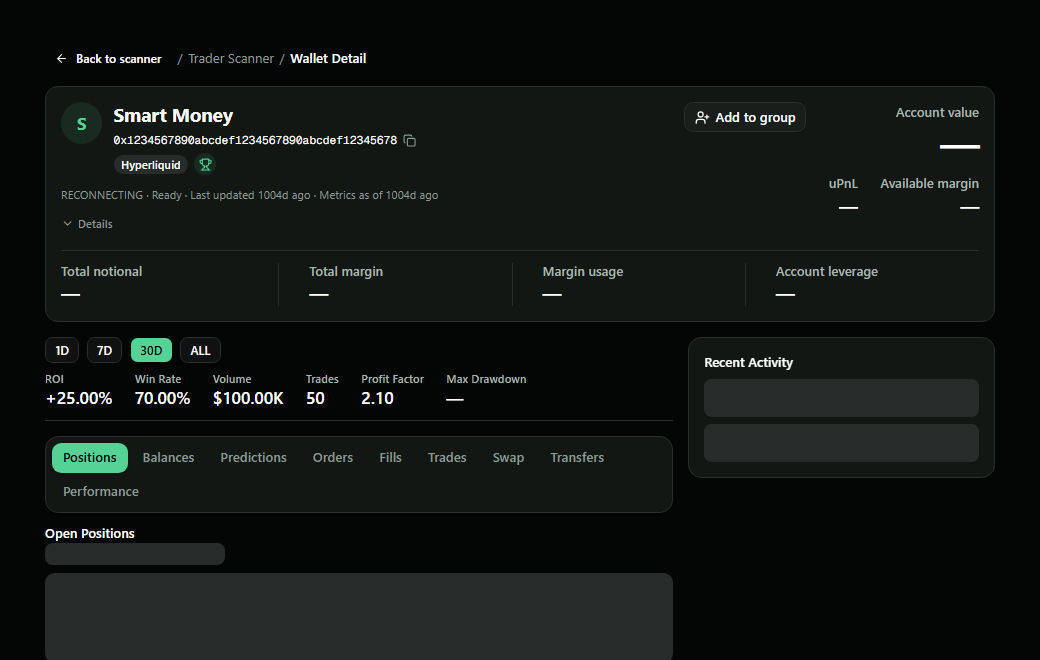 Back to scanner / Trader Scanner / Wallet Detail
S
Smart Money
0x1234567890abcdef1234567890abcdef12345678
Hyperliquid
RECONNECTING · Ready · Last updated 1004d ago · Metrics as of 1004d ago
Details
Add to group
Account value
—
uPnL Available margin
— —
Total notional Total margin Margin usage Account leverage
— — — —
1D 7D 30D ALL
ROI Win Rate Volume Trades Profit Factor Max Drawdown
+25.00% 70.00% $100.00K 50 2.10 —
Recent Activity
Positions Balances Predictions Orders Fills Trades Swap Transfers
Performance
Open Positions